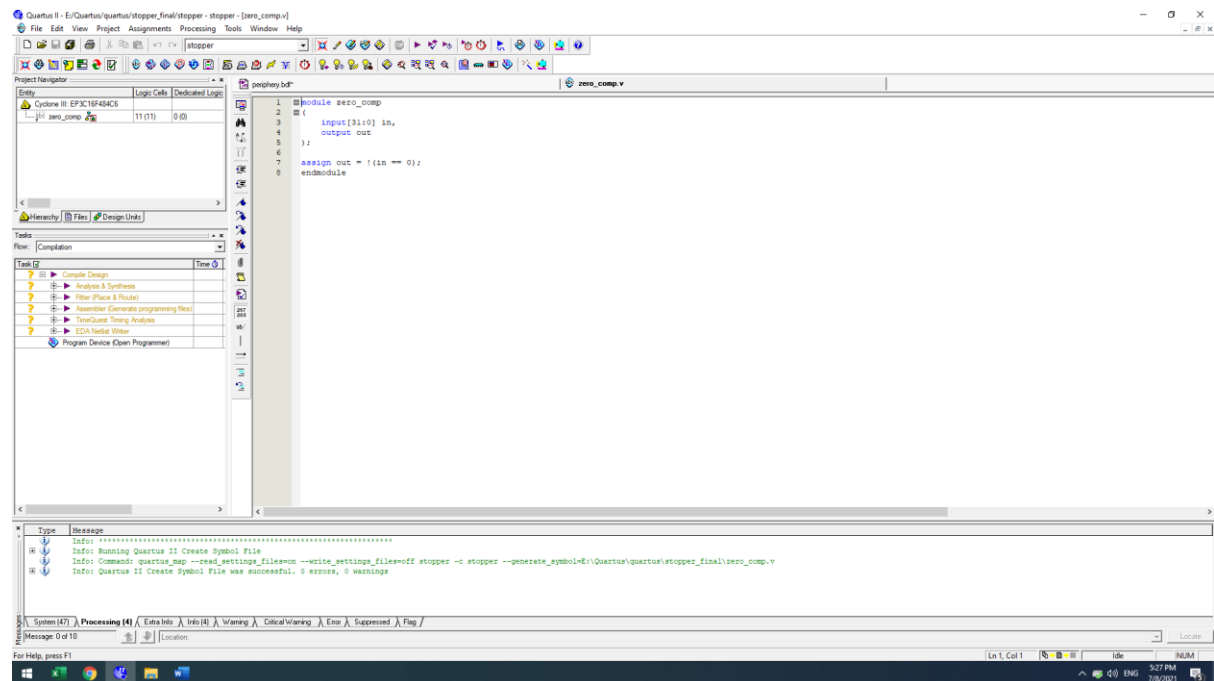 Quartus II - E:/Quartus/quartus/stopper_final/stopper - stopper - [zero_comp.v]
File Edit View Project Assignments Processing Tools Window Help
stopper
Project Navigator
Entity Logic Cells Dedicated Logic
Cyclone III: EP3C16F484C6
zero_comp 11 (11) 0 (0)
Hierarchy Files Design Units
Tasks
Flow: Compilation
Task Time
Compile Design
Analysis & Synthesis
Fitter (Place & Route)
Assembler (Generate programming files)
TimeQuest Timing Analysis
EDA Netlist Writer
Program Device (Open Programmer)
periphery.bdf* zero_comp.v
1 module zero_comp
2 (
3 input[31:0] in,
4 output out
5 );
6
7 assign out = !(in == 0);
8 endmodule
Type Message
Info: *******************************************************************
Info: Running Quartus II Create Symbol File
Info: Command: quartus_map --read_settings_files=on --write_settings_files=off stopper -c stopper --generate_symbol=E:\Quartus\quartus\stopper_final\zero_comp.v
Info: Quartus II Create Symbol File was successful. 0 errors, 0 warnings
System (47) Processing (4) Extra Info Info (4) Warning Critical Warning Error Suppressed Flag
Messages
Message: 0 of 10 Location: Locate
For Help, press F1 Ln 1, Col 1 Idle NUM
ENG 5:27 PM
7/8/2021